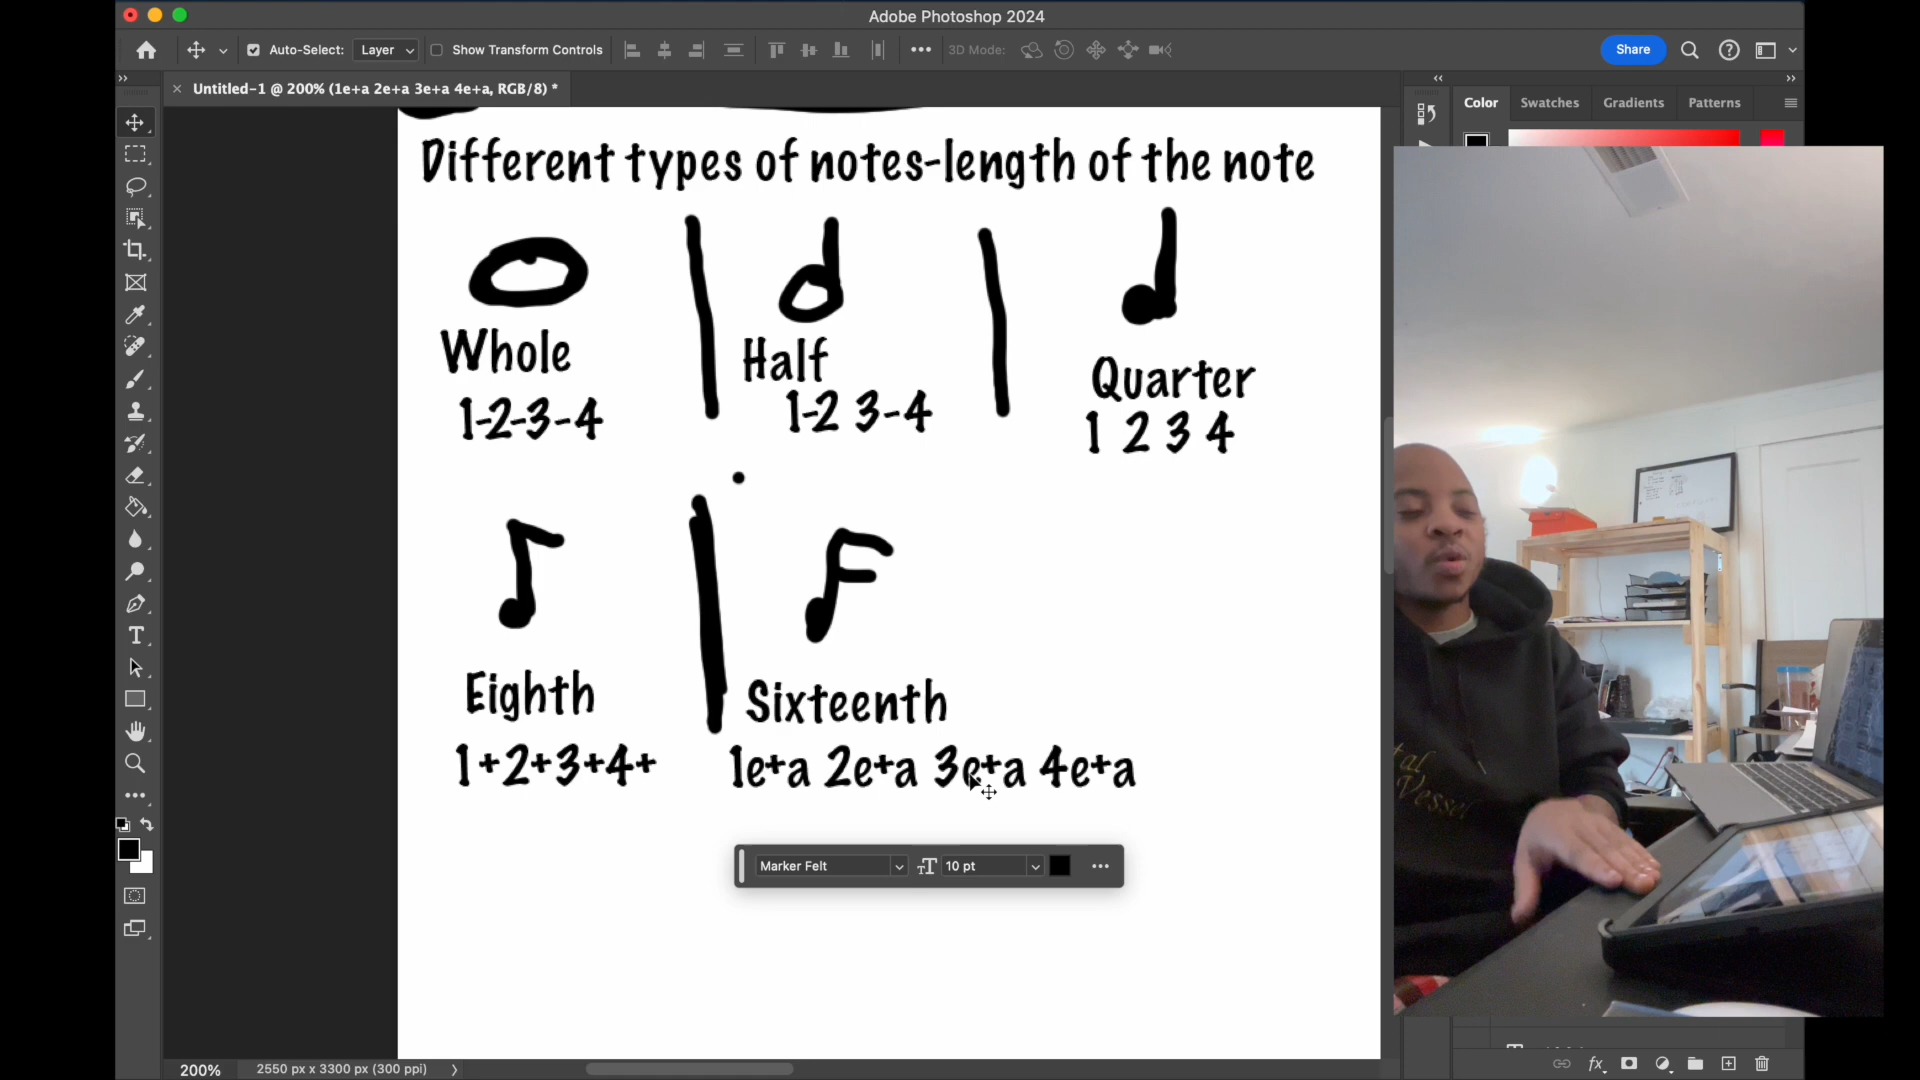 Adobe Photoshop 2024
Auto-Select: Layer Show Transform Controls 3D Mode: Share
Untitled-1 @ 200% (1e+a 2e+a 3e+a 4e+a, RGB/8) *
Color Swatches Gradients Patterns
Different types of notes-length of the note
Whole Half Quarter
1-2-3-4 1-2 3-4 1 2 3 4
Eighth Sixteenth
1+2+3+4+ 1e+a 2e+a 3e+a 4e+a
Marker Felt 10 pt
200% 2550 px x 3300 px (300 ppi)
fx